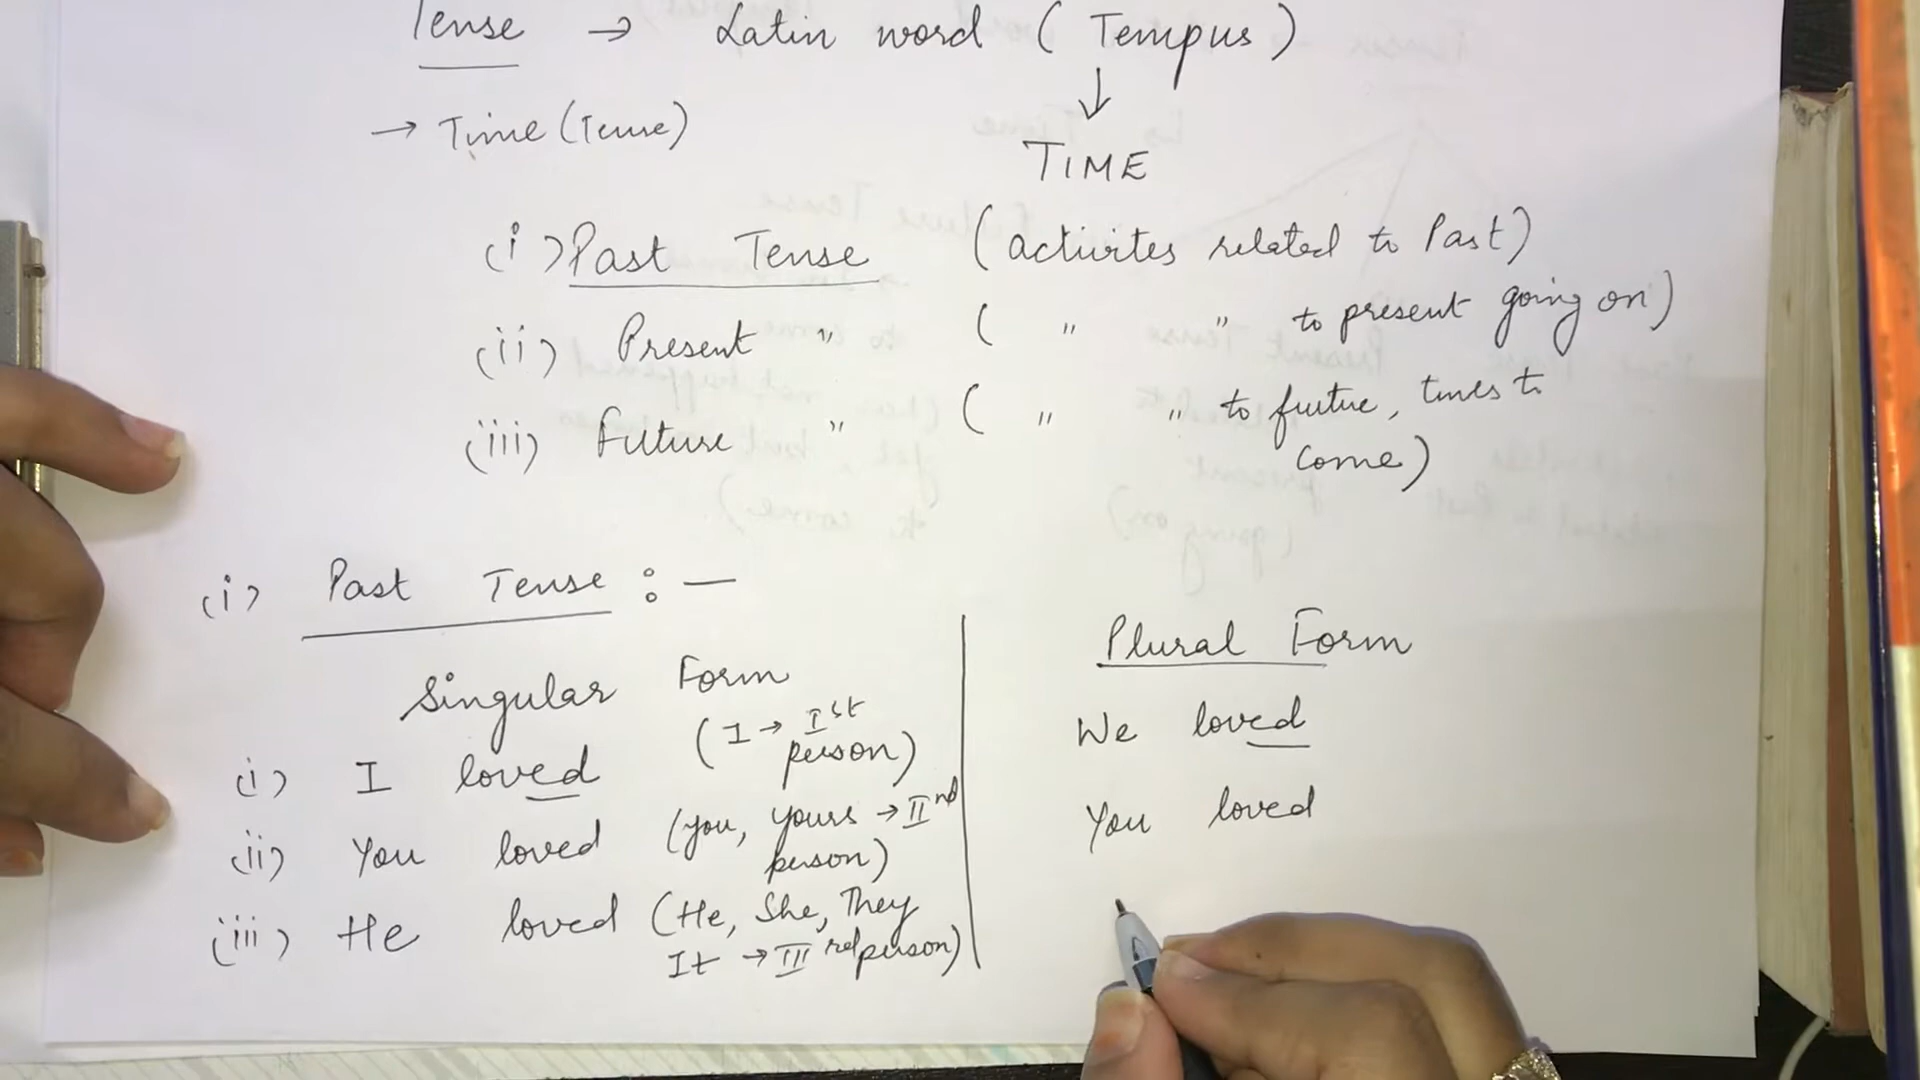 Tense → Latin word ( Tempus )
↓
→ Time (Tense)
TIME
(i) Past Tense (activites related to Past)
(ii) Present " ( " " to present going on)
(iii) Future " ( " " to future, times to
come)
(i) Past Tense : —
Singular Form
(i) I loved (I → Ist
person)
(ii) You loved (you, yours → IInd
person)
(iii) He loved (He, She, They
It → III rd person)
Plural Form
We loved
You loved